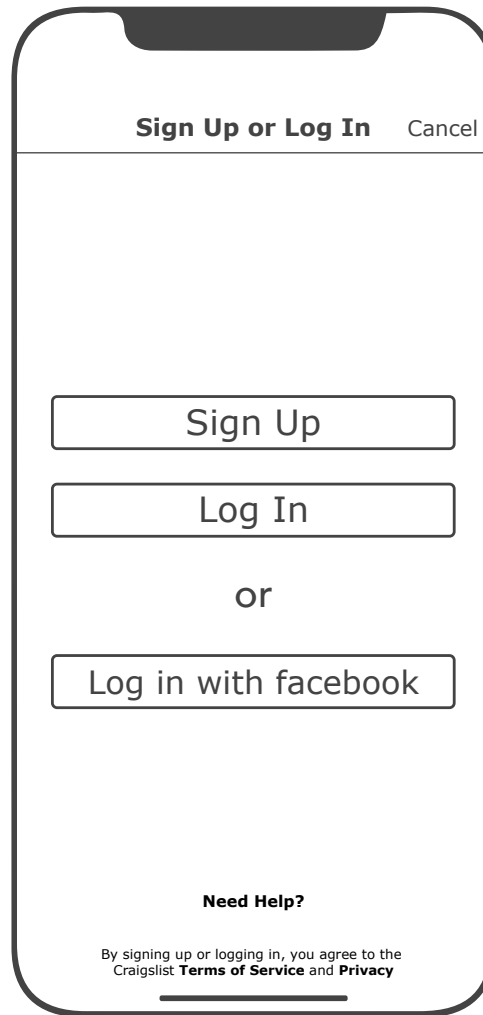 Sign Up or Log In Cancel
Sign Up
Log In
or
Log in with facebook
Need Help?
By signing up or logging in, you agree to the
Craigslist Terms of Service and Privacy